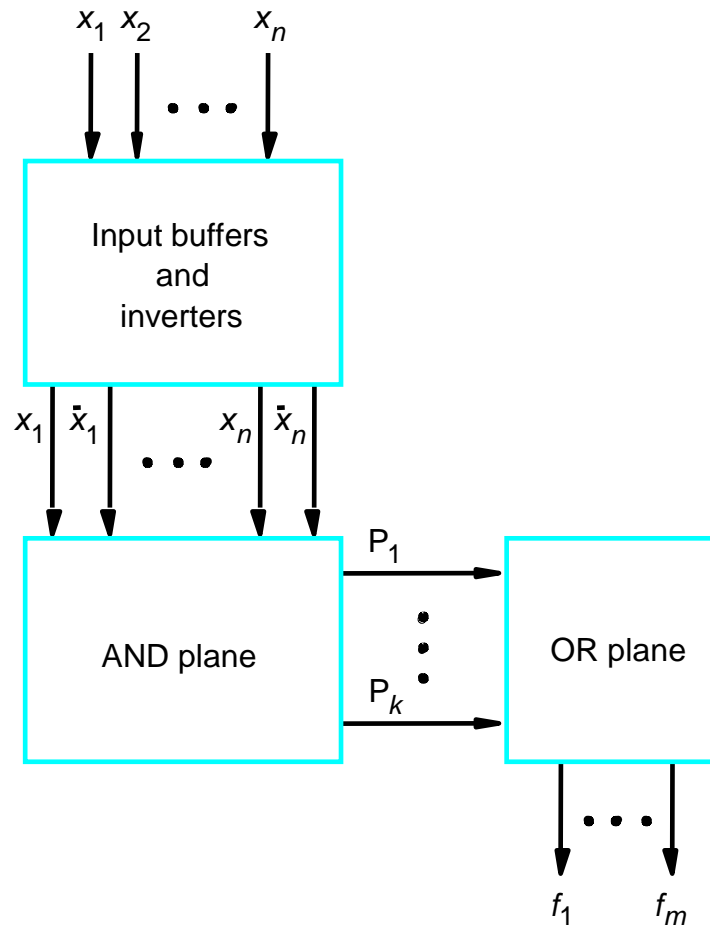 x1 x2 xn
Input buffers
and
inverters
x1 x̄1 xn x̄n
P1
AND plane
OR plane
Pk
f1 fm